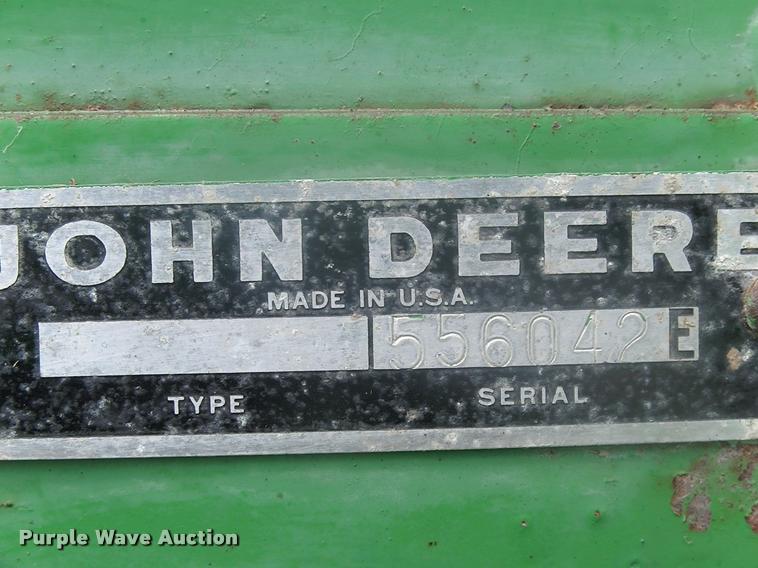 JOHN DEERE
MADE IN U.S.A.
556042E
TYPE SERIAL
Purple Wave Auction®